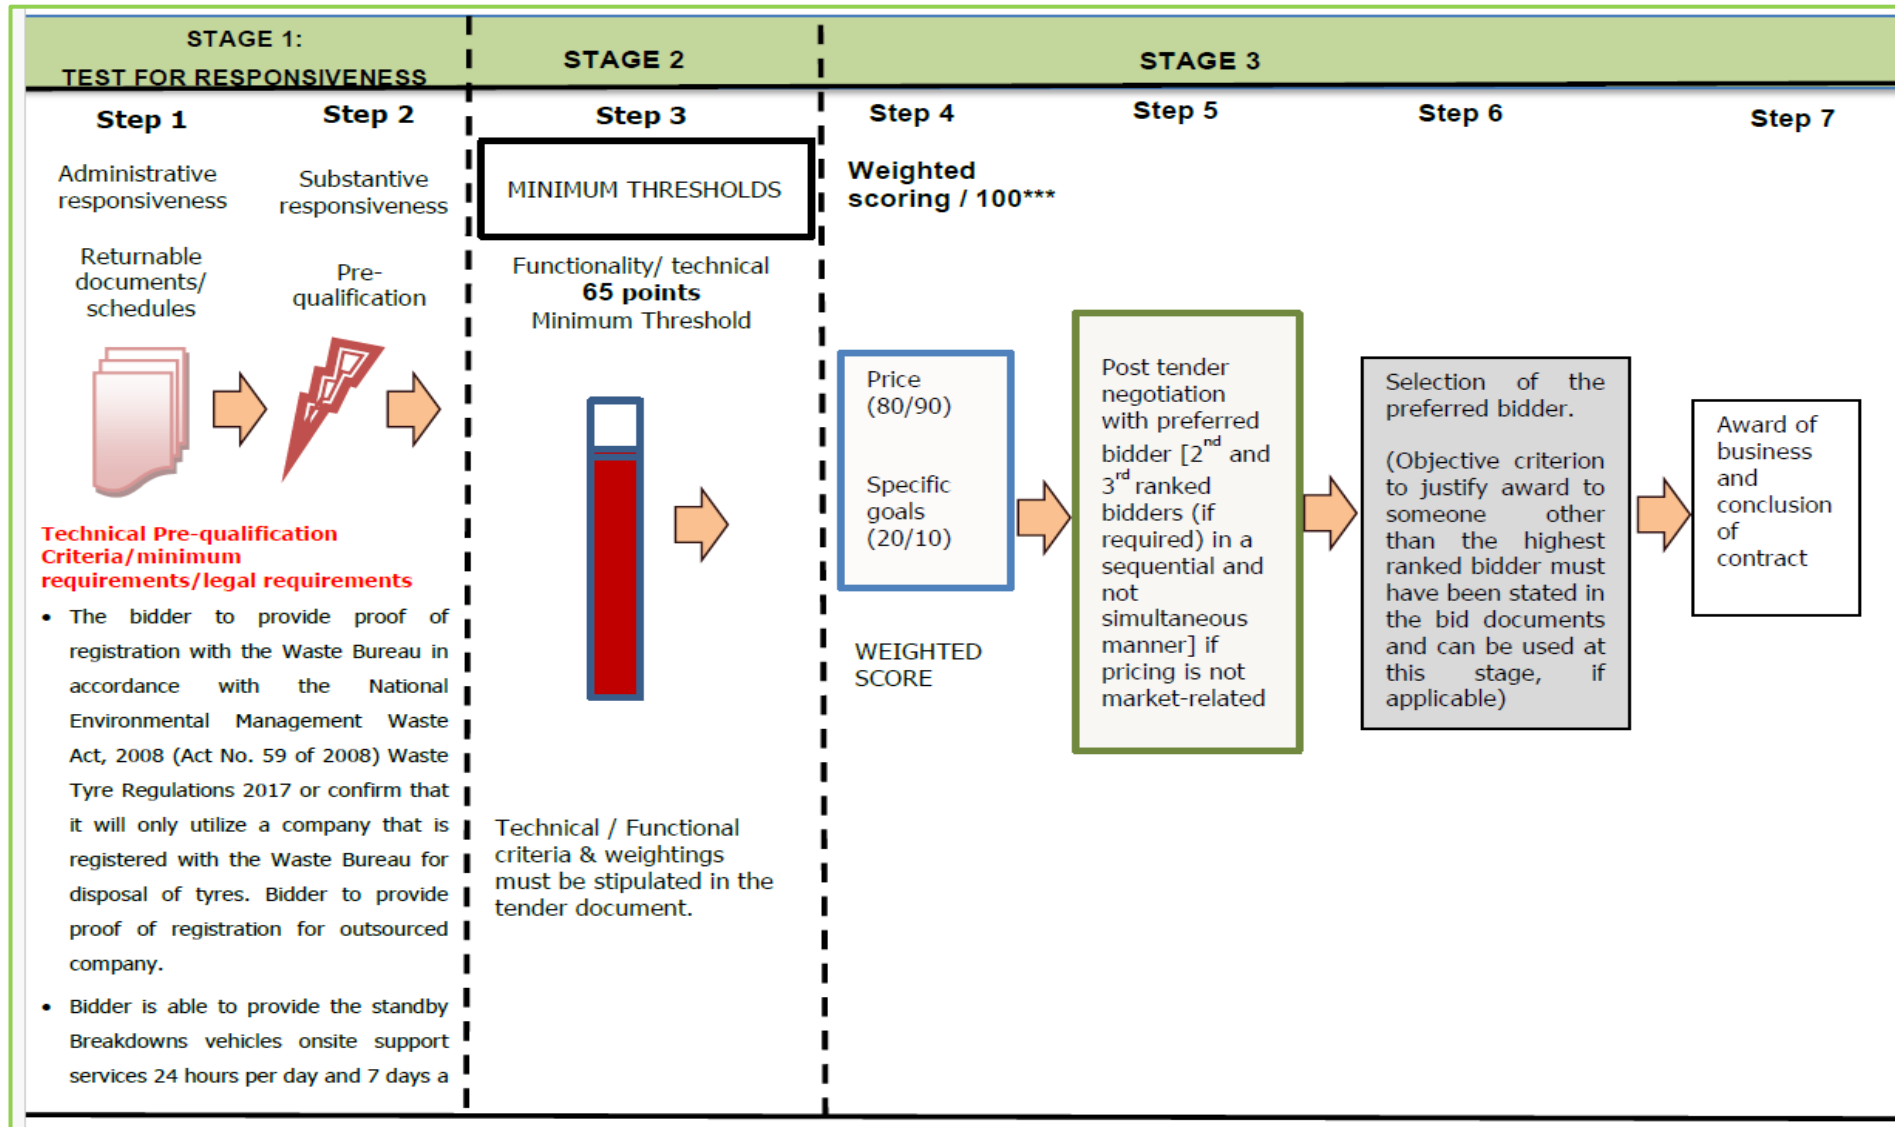 STAGE 1:
TEST FOR RESPONSIVENESS
STAGE 2
STAGE 3
Step 1
Step 2
Step 3
Step 4
Step 5
Step 6
Step 7
Administrative
responsiveness
Returnable
documents/
schedules
Substantive
responsiveness
Pre-
qualification
Technical Pre-qualification
Criteria/minimum
requirements/legal requirements
• The bidder to provide proof of
registration with the Waste Bureau in
accordance with the National
Environmental Management Waste
Act, 2008 (Act No. 59 of 2008) Waste
Tyre Regulations 2017 or confirm that
it will only utilize a company that is
registered with the Waste Bureau for
disposal of tyres. Bidder to provide
proof of registration for outsourced
company.
• Bidder is able to provide the standby
Breakdowns vehicles onsite support
services 24 hours per day and 7 days a
MINIMUM THRESHOLDS
Functionality/ technical
65 points
Minimum Threshold
Technical / Functional
criteria & weightings
must be stipulated in the
tender document.
Weighted
scoring / 100***
Price
(80/90)
Specific
goals
(20/10)
WEIGHTED
SCORE
Post tender
negotiation
with preferred
bidder [2nd and
3rd ranked
bidders (if
required) in a
sequential and
not
simultaneous
manner] if
pricing is not
market-related
Selection of the
preferred bidder.
(Objective criterion
to justify award to
someone other
than the highest
ranked bidder must
have been stated in
the bid documents
and can be used at
this stage, if
applicable)
Award of
business
and
conclusion
of
contract